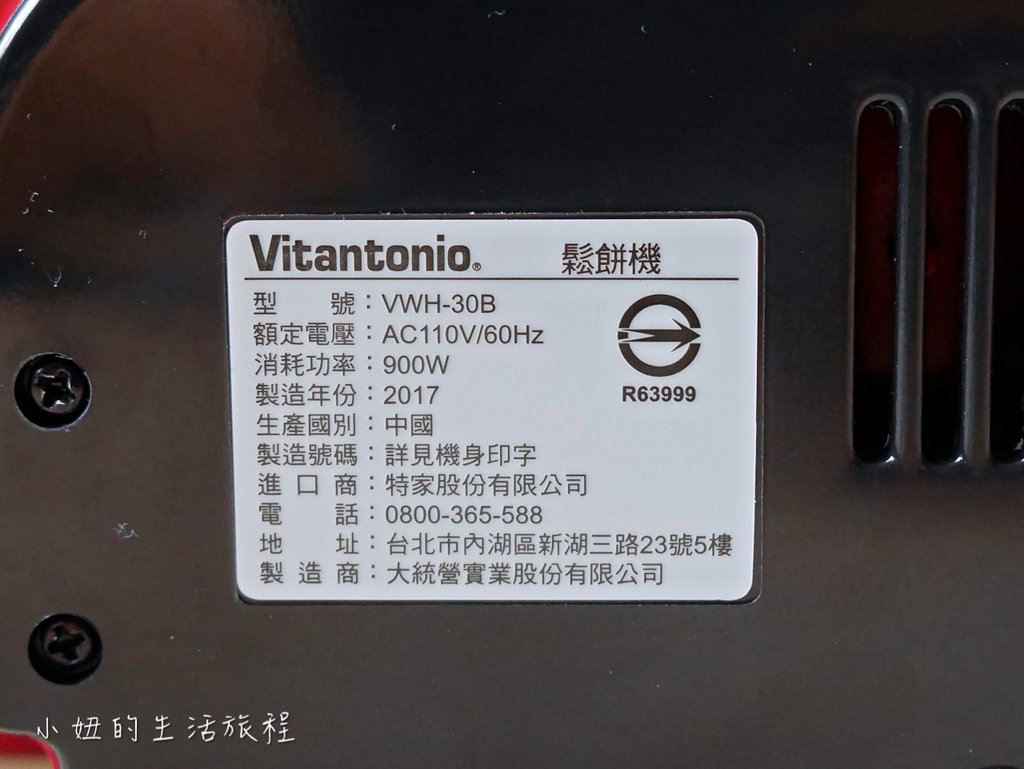 Vitantonio® 鬆餅機
型 號：VWH-30B
額定電壓：AC110V/60Hz
消耗功率：900W
製造年份：2017
生產國別：中國
製造號碼：詳見機身印字
進口商：特家股份有限公司
電 話：0800-365-588
地 址：台北市內湖區新湖三路23號5樓
製造商：大統營實業股份有限公司
R63999
小妞的生活旅程